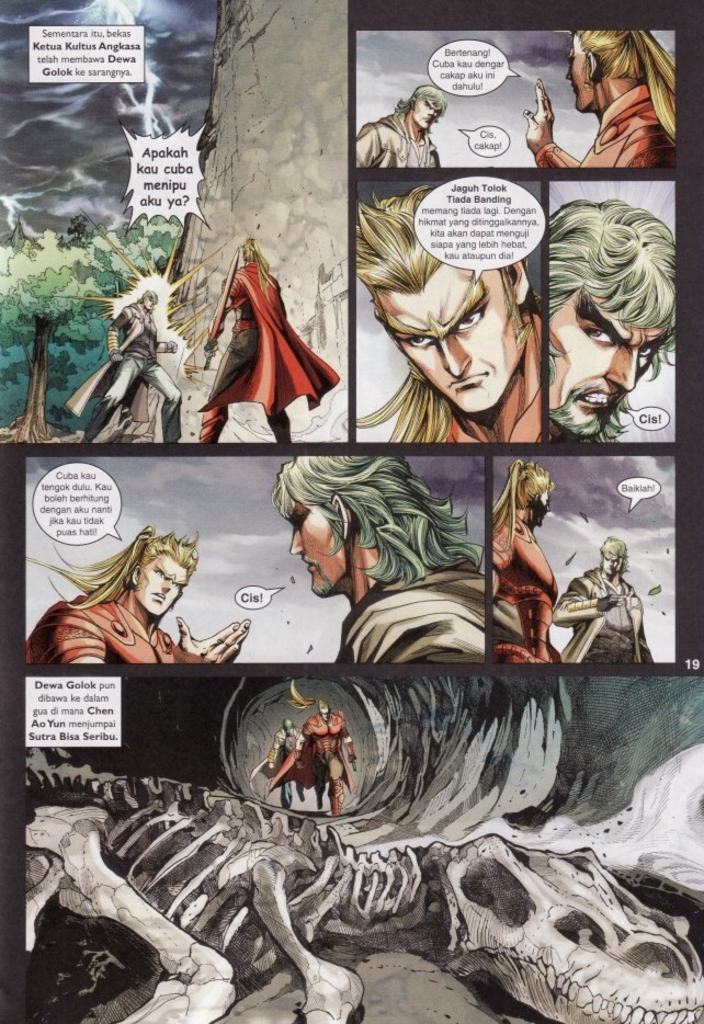 Sementara itu, bekas
Ketua Kultus Angkasa
telah membawa Dewa
Golok ke sarangnya.
Apakah
kau cuba
menipu
aku ya?
Bertenang!
Cuba kau dengar
cakap aku ini
dahulu!
Cis,
cakap!
Jaguh Tolok
Tiada Banding
memang tiada lagi. Dengan
hikmat yang ditinggalkannya,
kita akan dapat menguji
siapa yang lebih hebat,
kau ataupun dia!
Cis!
Cuba kau
tengok dulu. Kau
boleh berhitung
dengan aku nanti
jika kau tidak
puas hati!
Cis!
Baiklah!
19
Dewa Golok pun
dibawa ke dalam
gua di mana Chen
Ao Yun menjumpai
Sutra Bisa Seribu.